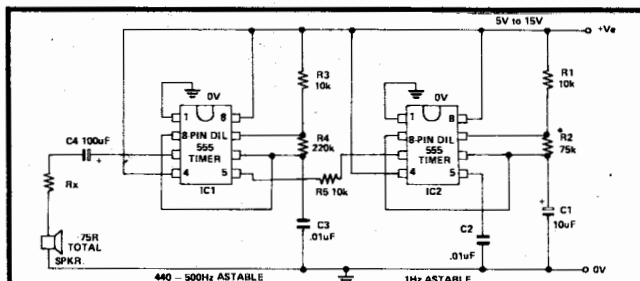 5V to 15V
+Ve
0V
R3
10k
0V
R1
10k
C4 100uF
+
1
8
8-PIN DIL
555
TIMER
4
5
IC1
R4
220k
1
8
8-PIN DIL
555
TIMER
4
5
IC2
*
R2
75k
R5 10k
Rx
75R
TOTAL
SPKR.
C3
.01uF
C2
.01uF
+
C1
10uF
440 – 500Hz ASTABLE
1Hz ASTABLE
0V